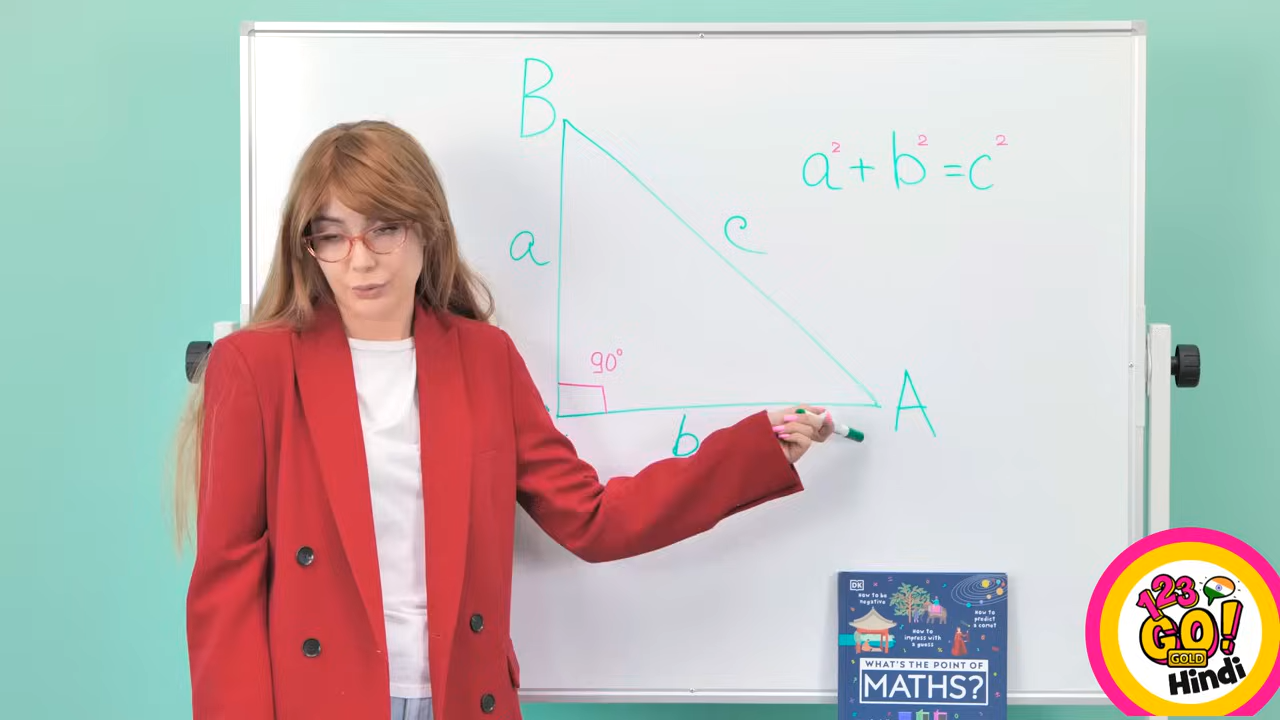 B
a² + b² = c²
a
c
90°
b
A
DK
HOW TO BE
NEGATIVE
HOW TO
PREDICT
A COMET
HOW TO
IMPRESS WITH
A GUESS
WHAT'S THE POINT OF
MATHS?
123
GO!
GOLD
Hindi